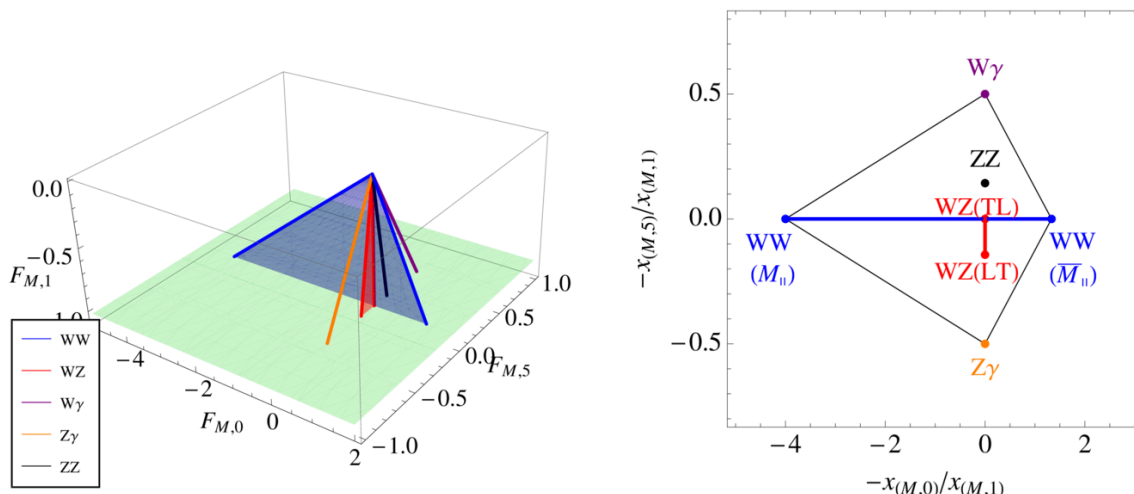 0.0
-0.5
F_{M,1}
-4
-2
0
2
F_{M,0}
-1.0
-0.5
0.0
0.5
1.0
F_{M,5}
WW
WZ
Wγ
Zγ
ZZ
Wγ
0.5
ZZ
WZ(TL)
0.0
WW
(M_{||})
WW
(\overline{M}_{||})
WZ(LT)
-0.5
Zγ
-x_{(M,5)}/x_{(M,1)}
-4
-2
0
2
-x_{(M,0)}/x_{(M,1)}